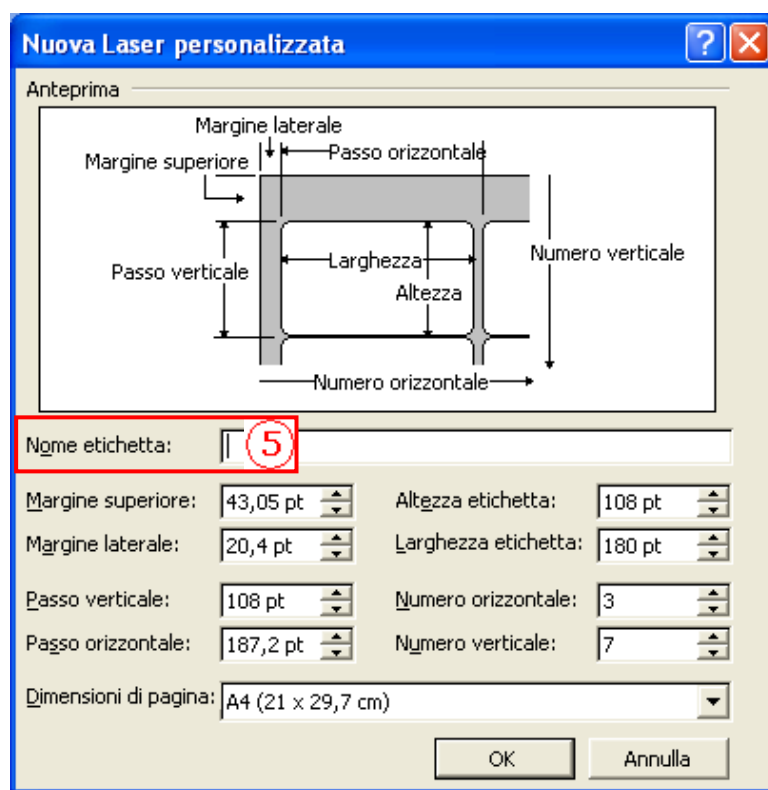 Nuova Laser personalizzata
Anteprima
Margine laterale
Passo orizzontale
Margine superiore
Passo verticale
Larghezza
Numero verticale
Altezza
Numero orizzontale
Nome etichetta: 5
Margine superiore: 43,05 pt Altezza etichetta: 108 pt
Margine laterale: 20,4 pt Larghezza etichetta: 180 pt
Passo verticale: 108 pt Numero orizzontale: 3
Passo orizzontale: 187,2 pt Numero verticale: 7
Dimensioni di pagina: A4 (21 x 29,7 cm)
OK Annulla